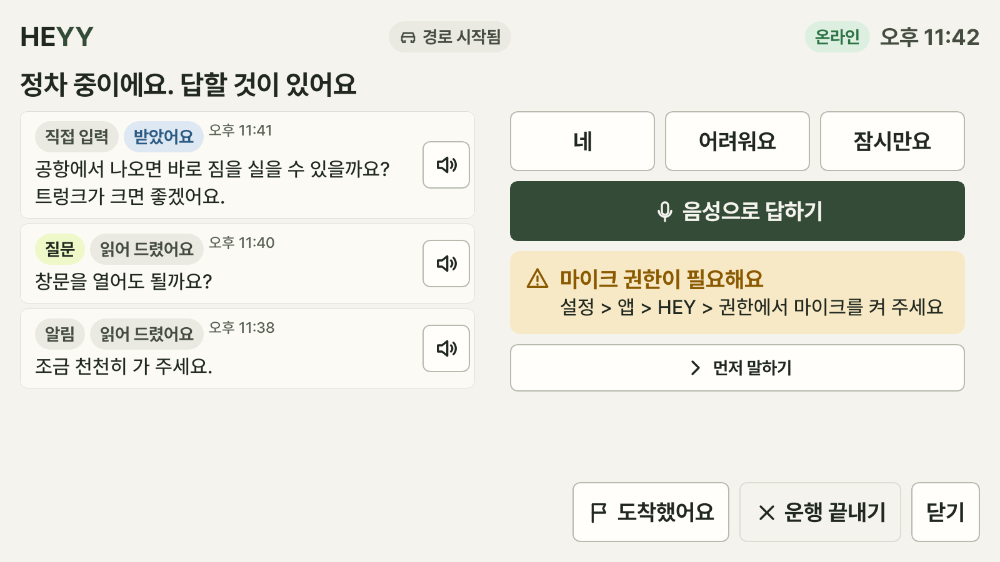 HEYY
경로 시작됨
온라인 오후 11:42
정차 중이에요. 답할 것이 있어요
직접 입력 받았어요 오후 11:41
공항에서 나오면 바로 짐을 실을 수 있을까요?
트렁크가 크면 좋겠어요.
질문 읽어 드렸어요 오후 11:40
창문을 열어도 될까요?
알림 읽어 드렸어요 오후 11:38
조금 천천히 가 주세요.
네 어려워요 잠시만요
음성으로 답하기
마이크 권한이 필요해요
설정 > 앱 > HEY > 권한에서 마이크를 켜 주세요
먼저 말하기
도착했어요 운행 끝내기 닫기